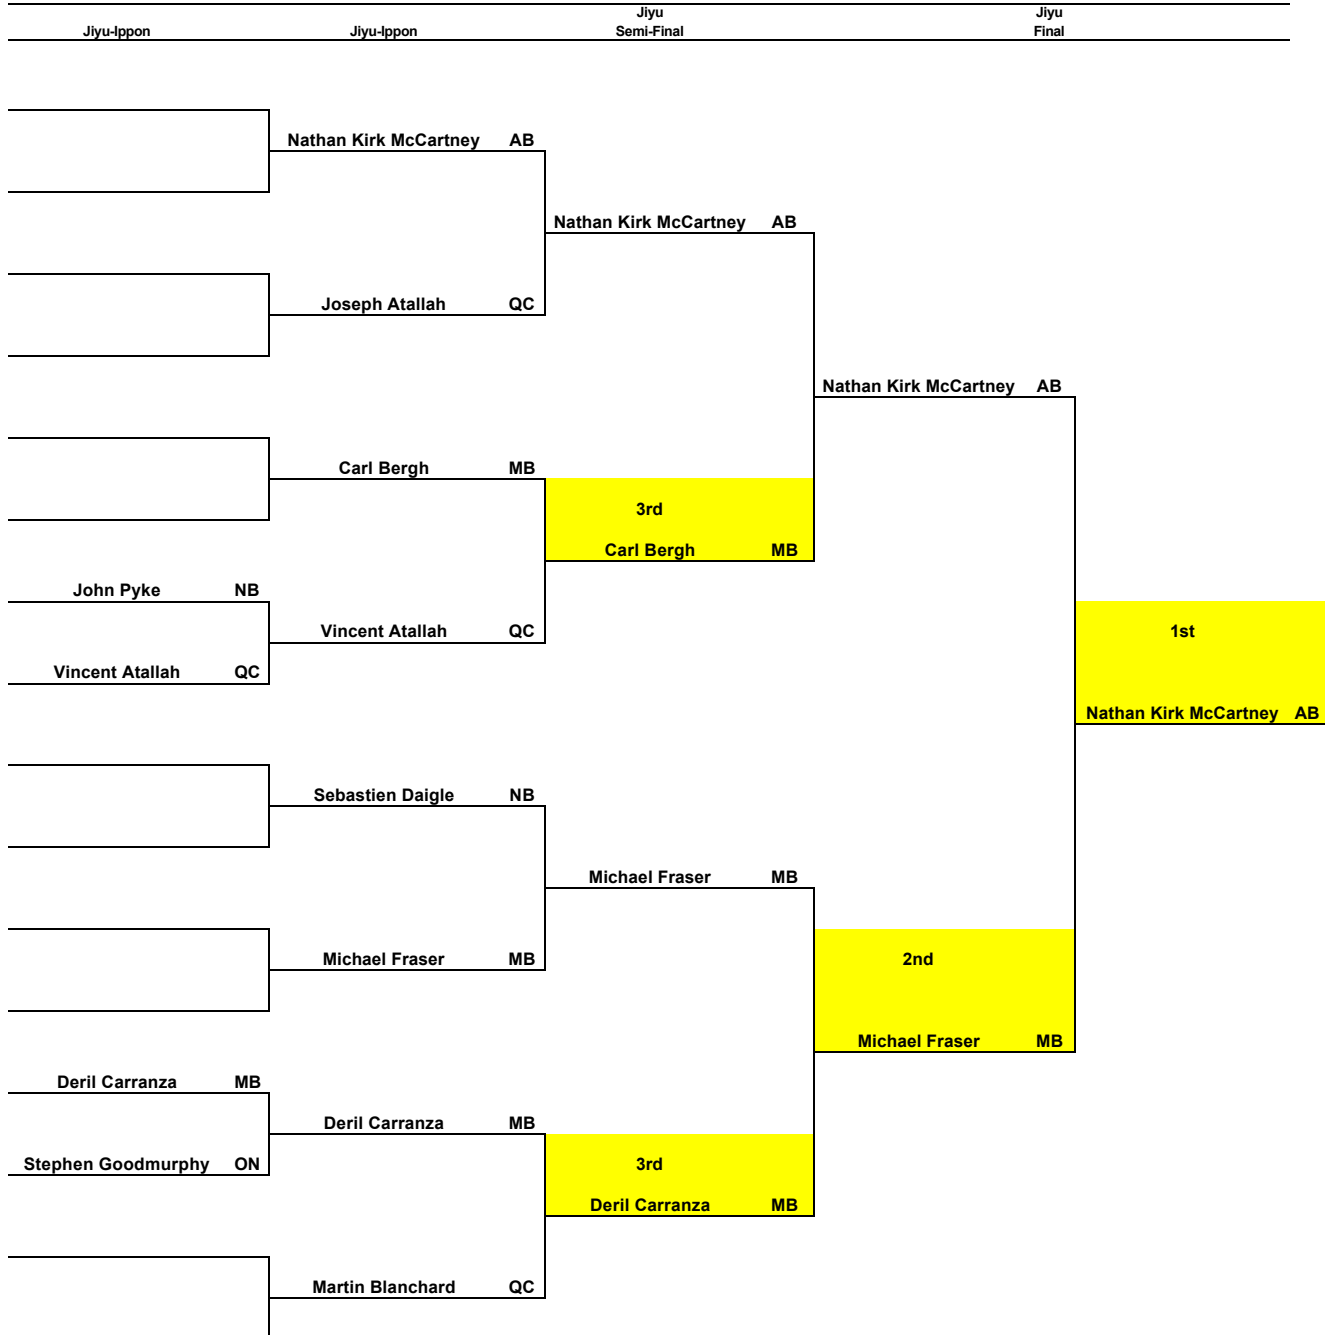 Jiyu Jiyu
Jiyu-Ippon Jiyu-Ippon Semi-Final Final
Nathan Kirk McCartney AB
Nathan Kirk McCartney AB
Joseph Atallah QC
Nathan Kirk McCartney AB
Carl Bergh MB
3rd
Carl Bergh MB
John Pyke NB
Vincent Atallah QC 1st
Vincent Atallah QC
Nathan Kirk McCartney AB
Sebastien Daigle NB
Michael Fraser MB
Michael Fraser MB 2nd
Michael Fraser MB
Deril Carranza MB
Deril Carranza MB
Stephen Goodmurphy ON 3rd
Deril Carranza MB
Martin Blanchard QC